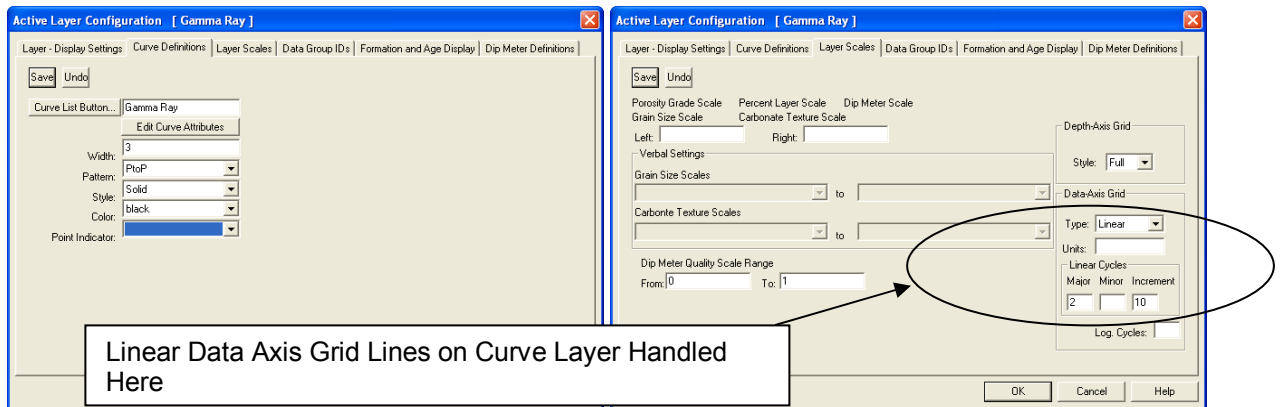 Active Layer Configuration [ Gamma Ray ]
Layer - Display Settings Curve Definitions Layer Scales Data Group IDs Formation and Age Display Dip Meter Definitions
Save Undo
Curve List Button... Gamma Ray
Edit Curve Attributes
Width: 3
Pattern: PtoP
Style: Solid
Color: black
Point Indicator:
Active Layer Configuration [ Gamma Ray ]
Layer - Display Settings Curve Definitions Layer Scales Data Group IDs Formation and Age Display Dip Meter Definitions
Save Undo
Porosity Grade Scale Percent Layer Scale Dip Meter Scale
Grain Size Scale Carbonate Texture Scale
Left: Right:
Verbal Settings
Grain Size Scales
to
Carbonte Texture Scales
to
Dip Meter Quality Scale Range
From: 0 To: 1
Depth-Axis Grid
Style: Full
Data-Axis Grid
Type: Linear
Units:
Linear Cycles
Major Minor Increment
2 10
Log. Cycles:
OK Cancel Help
Linear Data Axis Grid Lines on Curve Layer Handled
Here